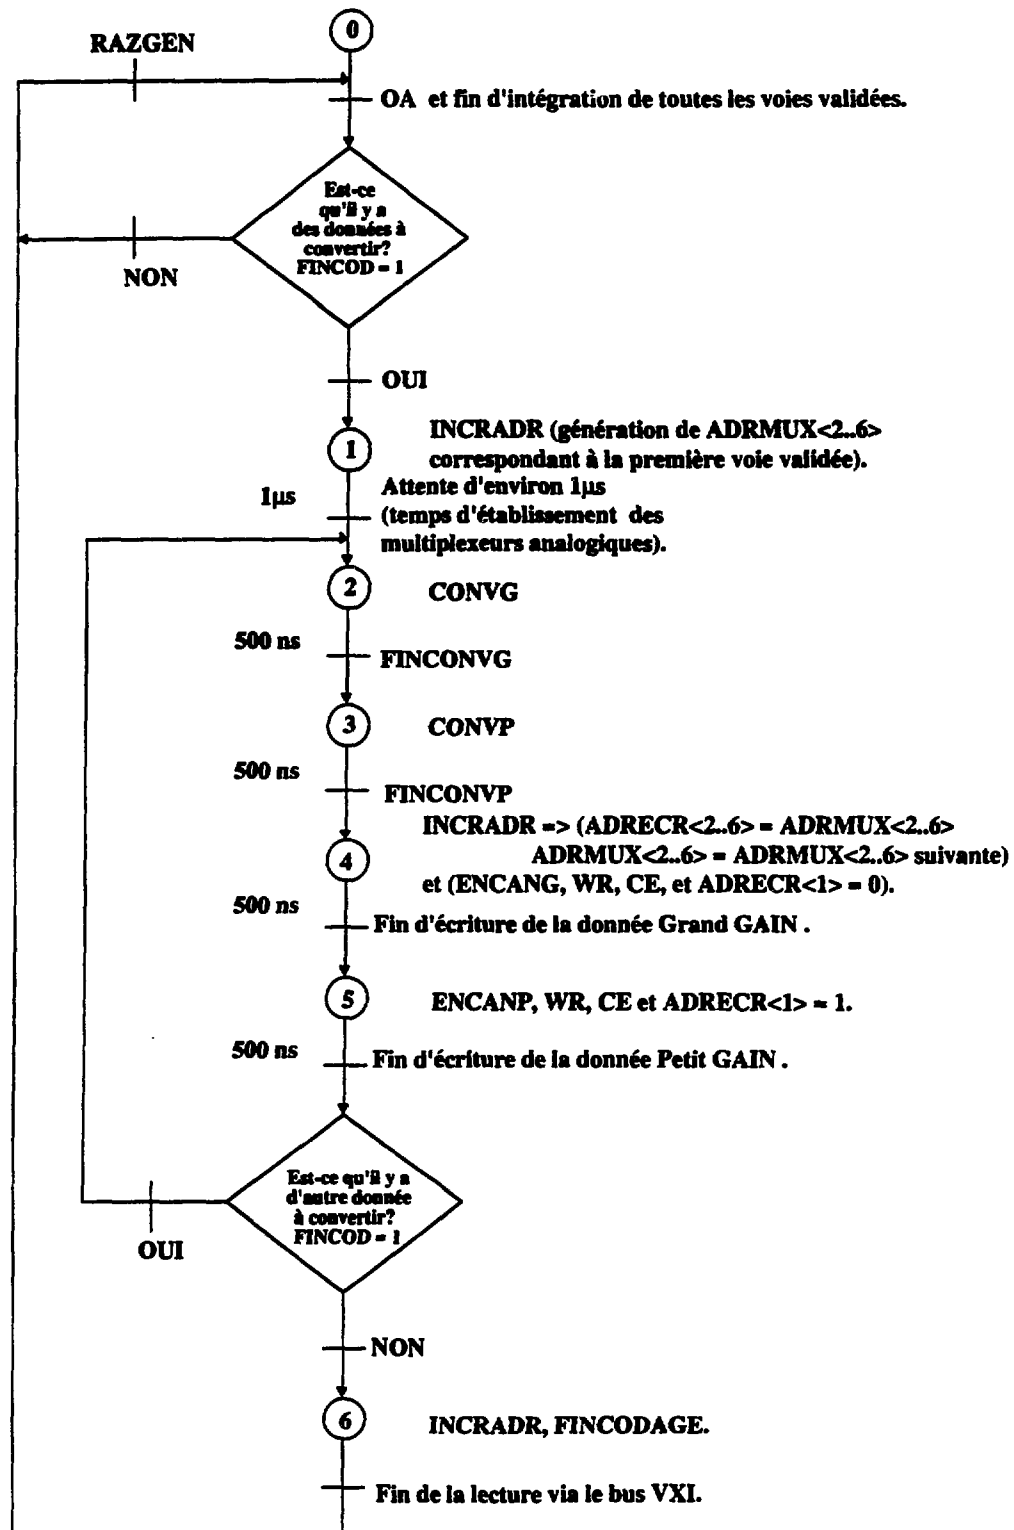 0
RAZGEN
OA et fin d'intégration de toutes les voies validées.
Est-ce
qu'il y a
des données à
convertir?
FINCOD = 1
NON
OUI
1
INCRADR (génération de ADRMUX<2..6>
correspondant à la première voie validée).
1µs
Attente d'environ 1µs
(temps d'établissement des
multiplexeurs analogiques).
2
CONVG
500 ns
FINCONVG
3
CONVP
500 ns
FINCONVP
INCRADR => (ADRECR<2..6> = ADRMUX<2..6>
ADRMUX<2..6> = ADRMUX<2..6> suivante)
4
et (ENCANG, WR, CE, et ADRECR<1> = 0).
500 ns
Fin d'écriture de la donnée Grand GAIN .
5
ENCANP, WR, CE et ADRECR<1> = 1.
500 ns
Fin d'écriture de la donnée Petit GAIN .
Est-ce qu'il y a
d'autre donnée
à convertir?
FINCOD = 1
OUI
NON
6
INCRADR, FINCODAGE.
Fin de la lecture via le bus VXI.